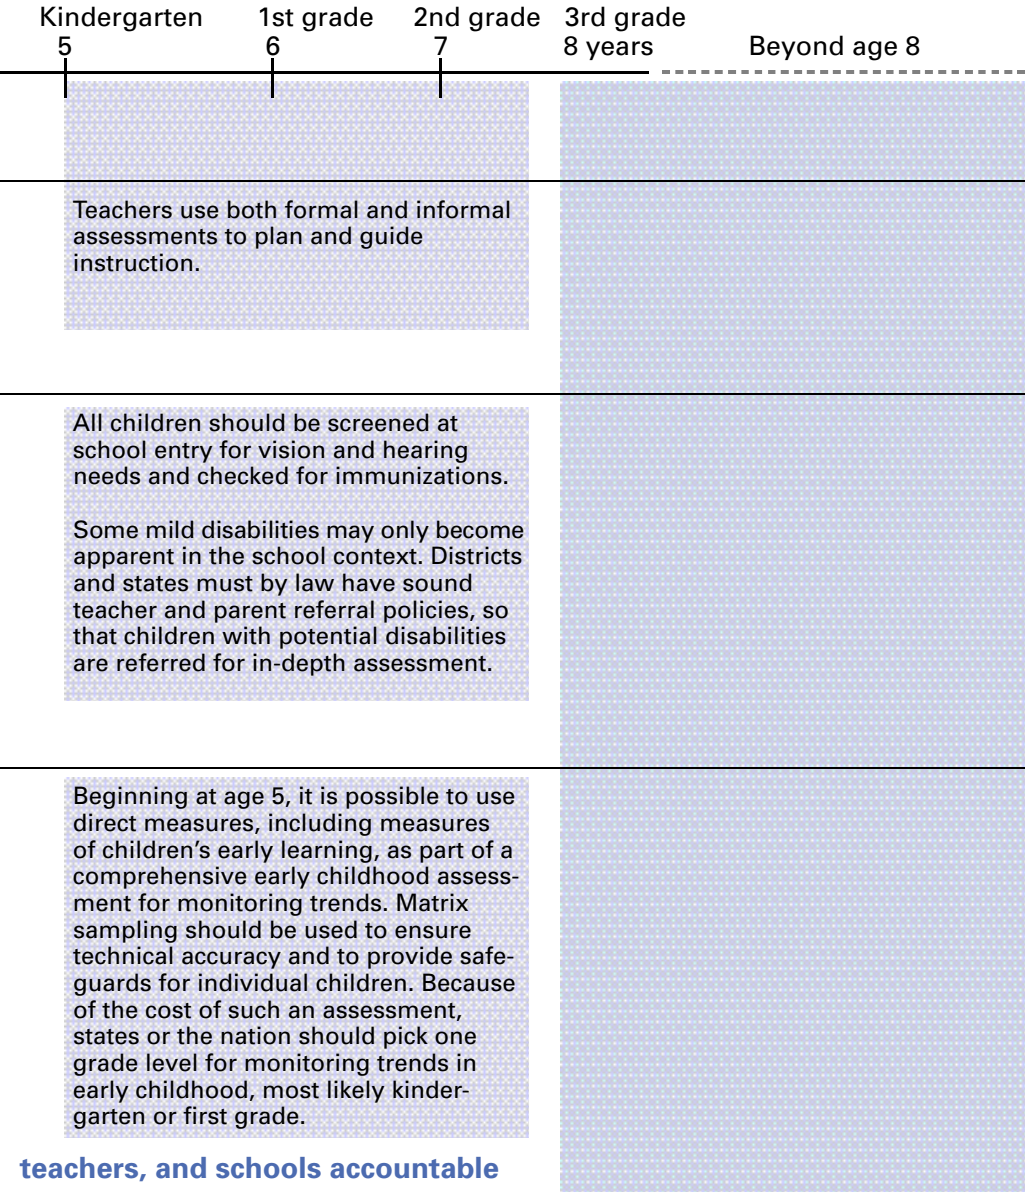 Kindergarten 1st grade 2nd grade 3rd grade
5 6 7 8 years Beyond age 8
Teachers use both formal and informal
assessments to plan and guide
instruction.
All children should be screened at
school entry for vision and hearing
needs and checked for immunizations.
Some mild disabilities may only become
apparent in the school context. Districts
and states must by law have sound
teacher and parent referral policies, so
that children with potential disabilities
are referred for in-depth assessment.
Beginning at age 5, it is possible to use
direct measures, including measures
of children's early learning, as part of a
comprehensive early childhood assess-
ment for monitoring trends. Matrix
sampling should be used to ensure
technical accuracy and to provide safe-
guards for individual children. Because
of the cost of such an assessment,
states or the nation should pick one
grade level for monitoring trends in
early childhood, most likely kinder-
garten or first grade.
teachers, and schools accountable